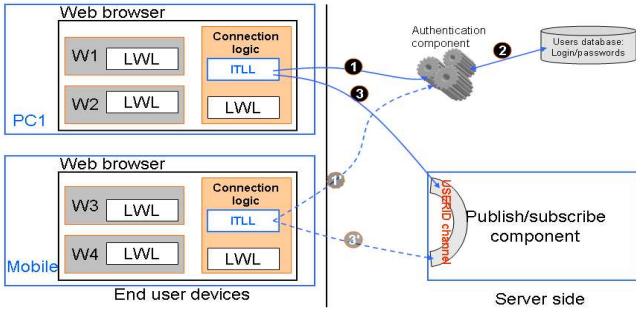 Web browser
W1
LWL
W2
LWL
Connection
logic
ITLL
LWL
PC1
1
3
Authentication
component
2
Users database:
Login/passwords
Web browser
W3
LWL
W4
LWL
Connection
logic
ITLL
LWL
Mobile
1'
3'
USERID channel
Publish/subscribe
component
End user devices
Server side